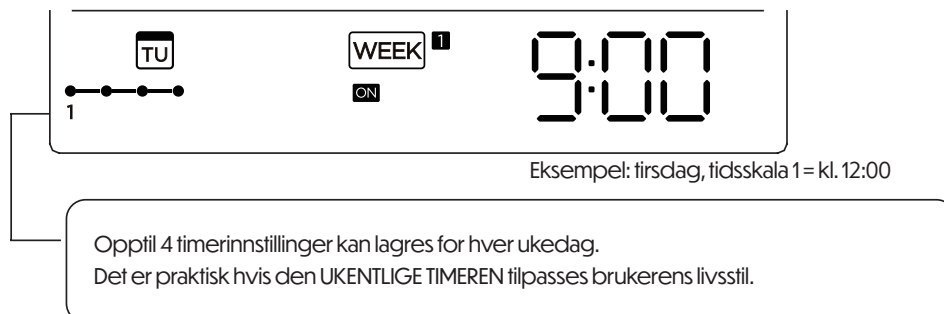 TU WEEK 1 9:00
ON
1
Eksempel: tirsdag, tidsskala 1 = kl. 12:00
Opptil 4 timerinnstillinger kan lagres for hver ukedag.
Det er praktisk hvis den UKENTLIGE TIMEREN tilpasses brukerens livsstil.